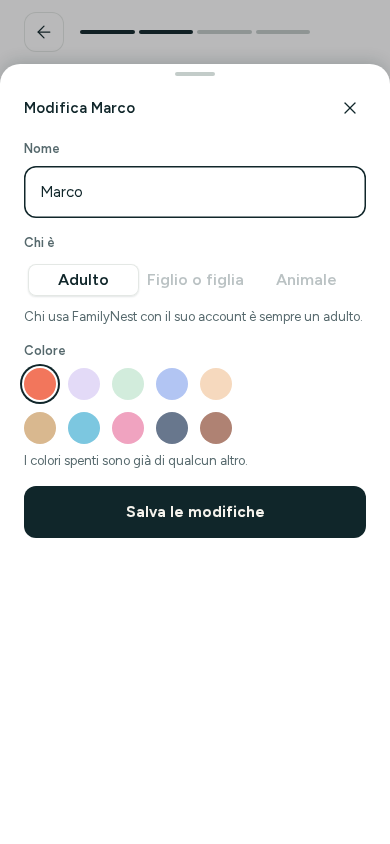 Modifica Marco
Nome
Marco
Chi è
Adulto Figlio o figlia Animale
Chi usa FamilyNest con il suo account è sempre un adulto.
Colore
I colori spenti sono già di qualcun altro.
Salva le modifiche